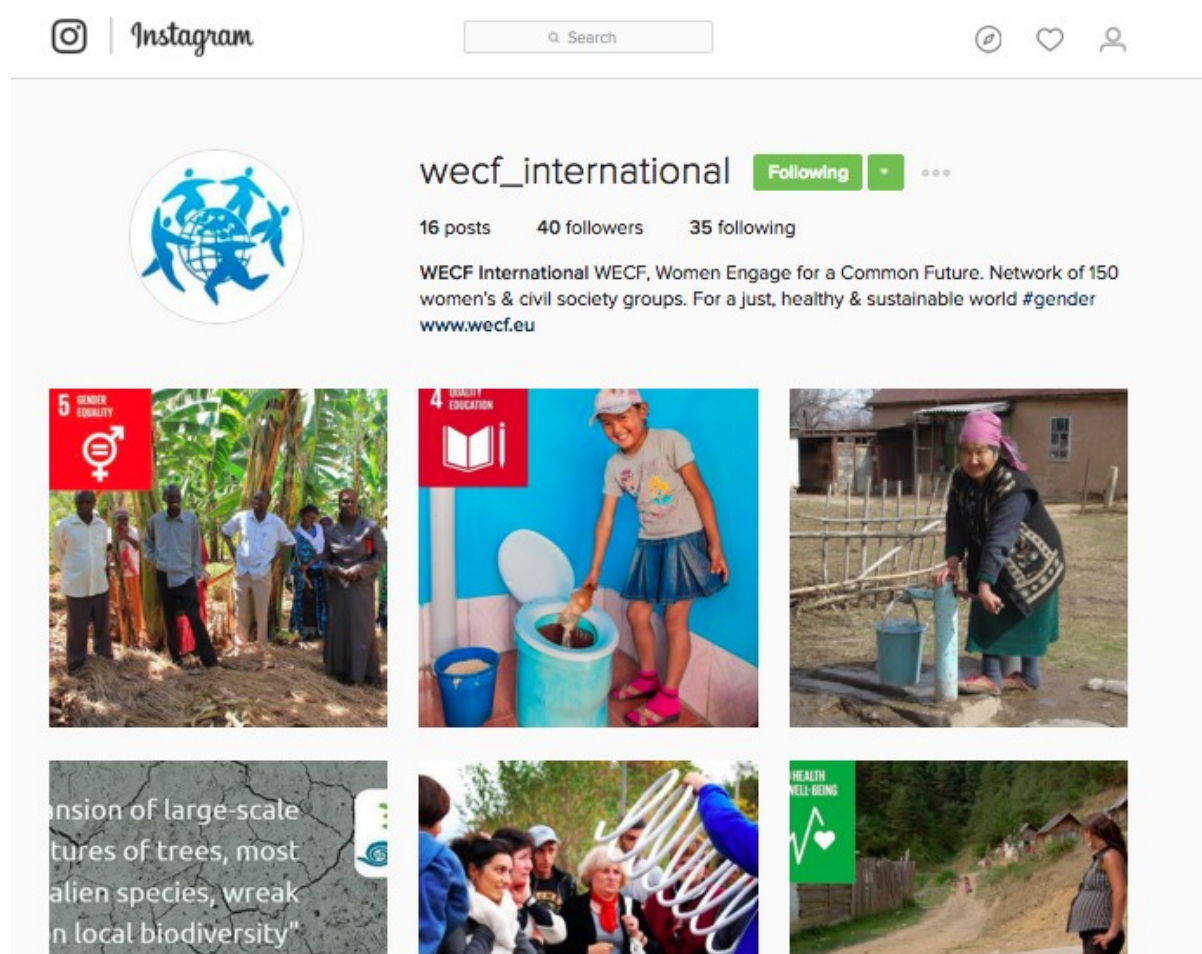 Instagram
Search
wecf_international Following
16 posts 40 followers 35 following
WECF International WECF, Women Engage for a Common Future. Network of 150
women's & civil society groups. For a just, healthy & sustainable world #gender
www.wecf.eu
5 GENDER
EQUALITY
4 QUALITY
EDUCATION
ansion of large-scale
tures of trees, most
alien species, wreak
n local biodiversity"
HEALTH
WELL-BEING